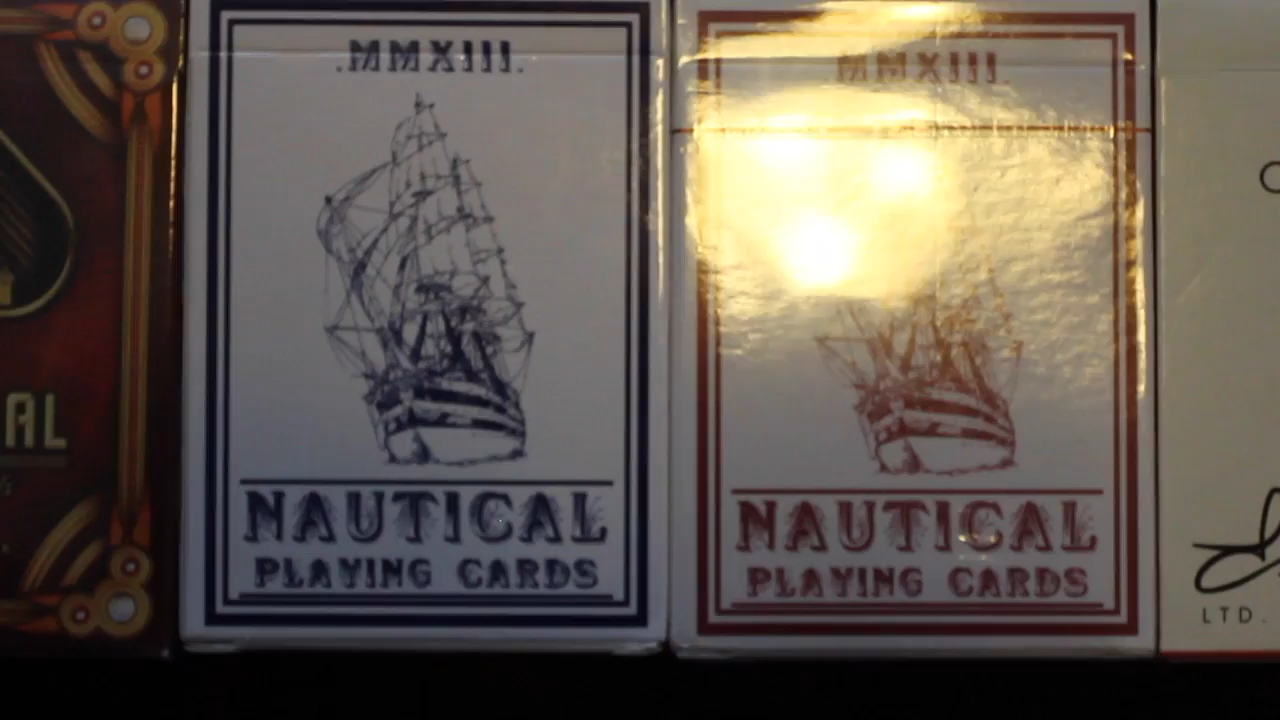 .MMXIII.
NAUTICAL
PLAYING CARDS
.MMXIII.
NAUTICAL
PLAYING CARDS
AL
LTD.